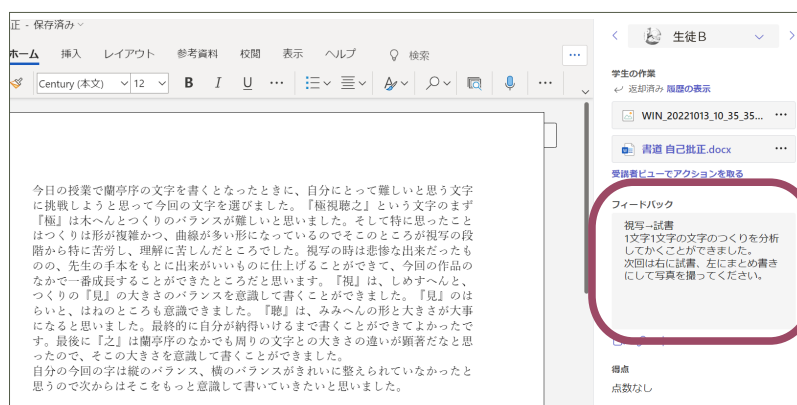 正 - 保存済み
ホーム 挿入 レイアウト 参考資料 校閲 表示 ヘルプ 検索
Century (本文) 12 B I U
今日の授業で蘭亭序の文字を書くとなったときに、自分にとって難しいと思う文字
に挑戦しようと思って今回の文字を選びました。『極視聴之』という文字のまず
『極』は木へんとつくりのバランスが難しいと思いました。そして特に思ったこと
はつくりは形が複雑かつ、曲線が多い形になっているのでそこのところが視写の段
階から特に苦労し、理解に苦しんだところでした。視写の時は悲惨な出来だったも
のの、先生の手本をもとに出来がいいものに仕上げることができて、今回の作品の
なかで一番成長することができたところだと思います。『視』は、しめすへんと、
つくりの『見』の大きさのバランスを意識して書くことができました。『見』のは
らいと、はねのところも意識できました。『聴』は、みみへんの形と大きさが大事
になると思いました。最終的に自分が納得いけるまで書くことができてよかったで
す。最後に『之』は蘭亭序のなかでも周りの文字との大きさの違いが顕著だなと思
ったので、そこの大きさを意識して書くことができました。
自分の今回の字は縦のバランス、横のバランスがきれいに整えられていなかったと
思うので次からはそこをもっと意識して書いていきたいと思いました。
生徒B
学生の作業
返却済み 履歴の表示
WIN_20221013_10_35_35...
書道 自己批正.docx
受講者ビューでアクションを取る
フィードバック
視写→試書
1文字1文字の文字のつくりを分析
してかくことができました。
次回は右に試書、左にまとめ書き
にして写真を撮ってください。
得点
点数なし